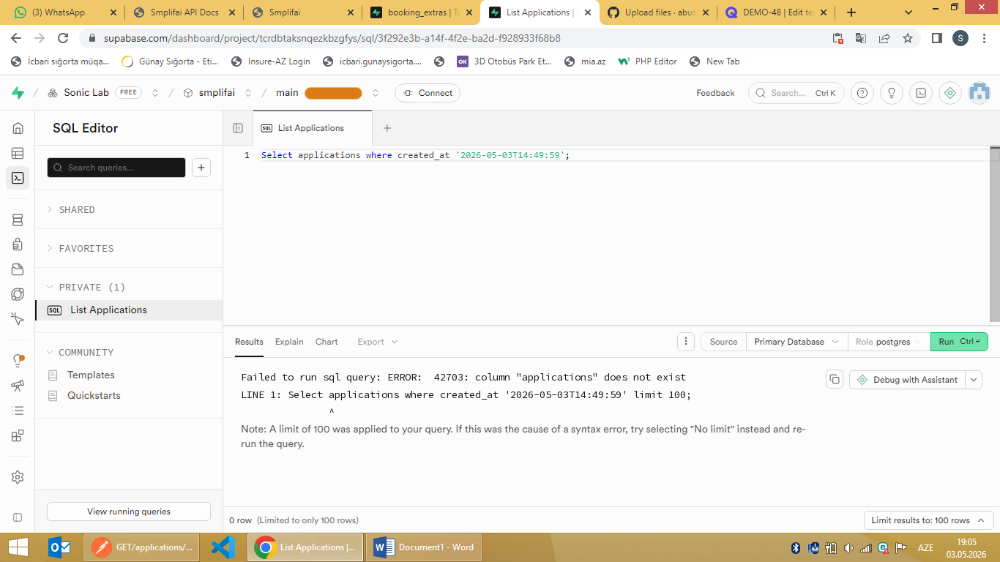 (3) WhatsApp
Smplifai API Docs
Smplifai
booking_extras | Ta
List Applications | S
Upload files · abus
DEMO-48 | Edit te
supabase.com/dashboard/project/tcrdbtaksnqezkbzgfys/sql/3f292e3b-a14f-4f2e-ba2d-f928933f68b8
S
İcbari sığorta müqa...
Günay Sığorta - Eti...
Insure-AZ Login
icbari.gunaysigorta....
OK
3D Otobüs Park Et...
mia.az
PHP Editor
New Tab
/ Sonic Lab FREE / smplifai / main
Connect
Feedback
Search... Ctrl K
SQL Editor
SQL List Applications
Search queries...
1 Select applications where created_at '2026-05-03T14:49:59';
SHARED
FAVORITES
PRIVATE (1)
SQL List Applications
COMMUNITY
Templates
Quickstarts
View running queries
Results Explain Chart Export
Source Primary Database Role postgres Run Ctrl ↵
Failed to run sql query: ERROR:  42703: column "applications" does not exist
LINE 1: Select applications where created_at '2026-05-03T14:49:59' limit 100;
^
Debug with Assistant
Note: A limit of 100 was applied to your query. If this was the cause of a syntax error, try selecting "No limit" instead and re-
run the query.
0 row (Limited to only 100 rows)
Limit results to: 100 rows
GET/applications/...
List Applications |...
Document1 - Word
AZE
19:05
03.05.2026